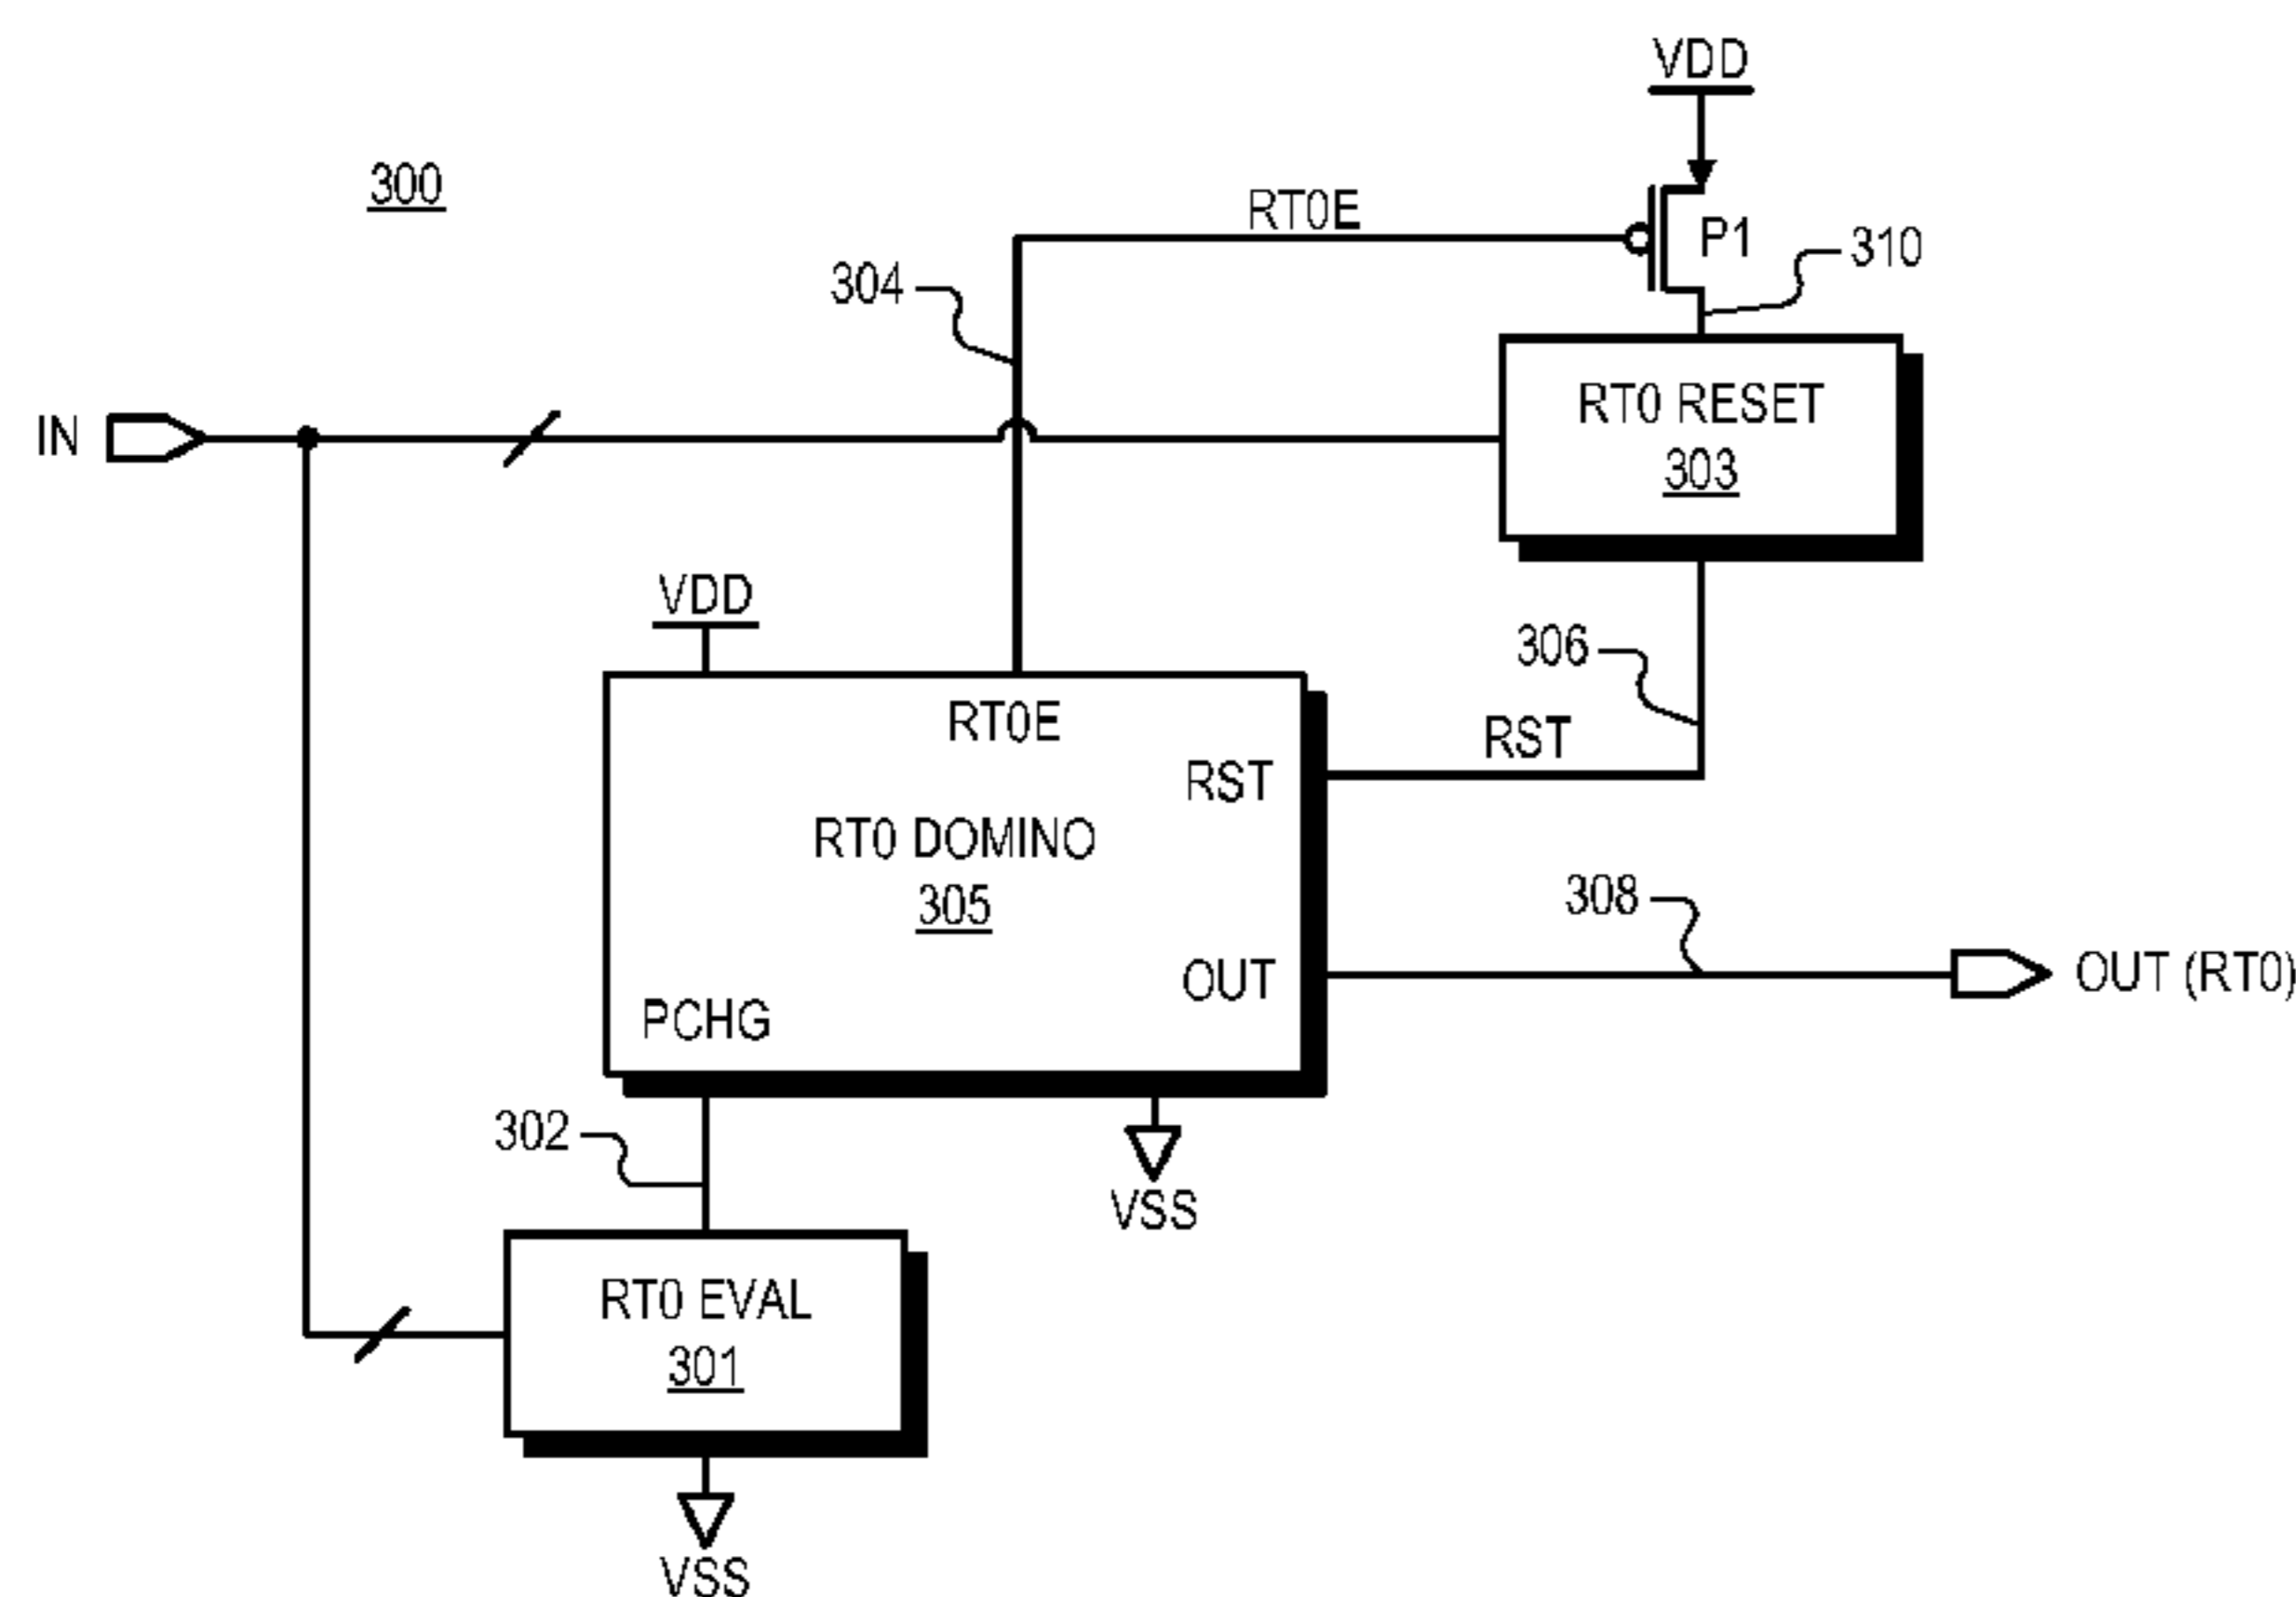 VDD
300
RT0E
P1
310
304
IN
RT0 RESET
303
VDD
306
RT0E
RST
RST
RT0 DOMINO
305
308
OUT
OUT (RT0)
PCHG
302
VSS
RT0 EVAL
301
VSS